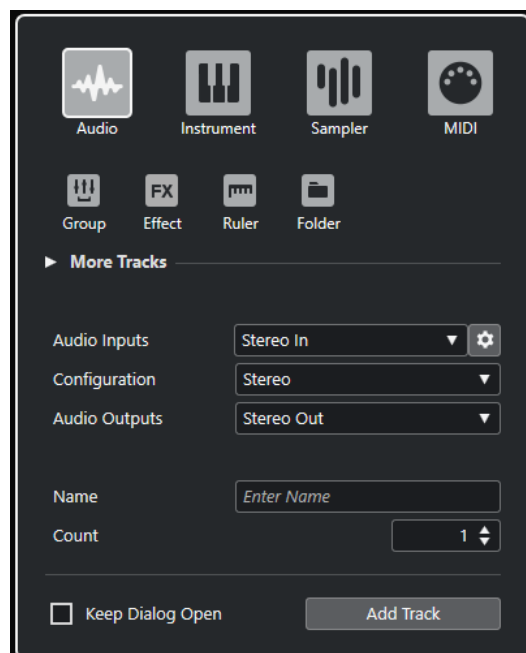 Audio Instrument Sampler MIDI
FX
Group Effect Ruler Folder
More Tracks
Audio Inputs Stereo In
Configuration Stereo
Audio Outputs Stereo Out
Name Enter Name
Count 1
Keep Dialog Open Add Track